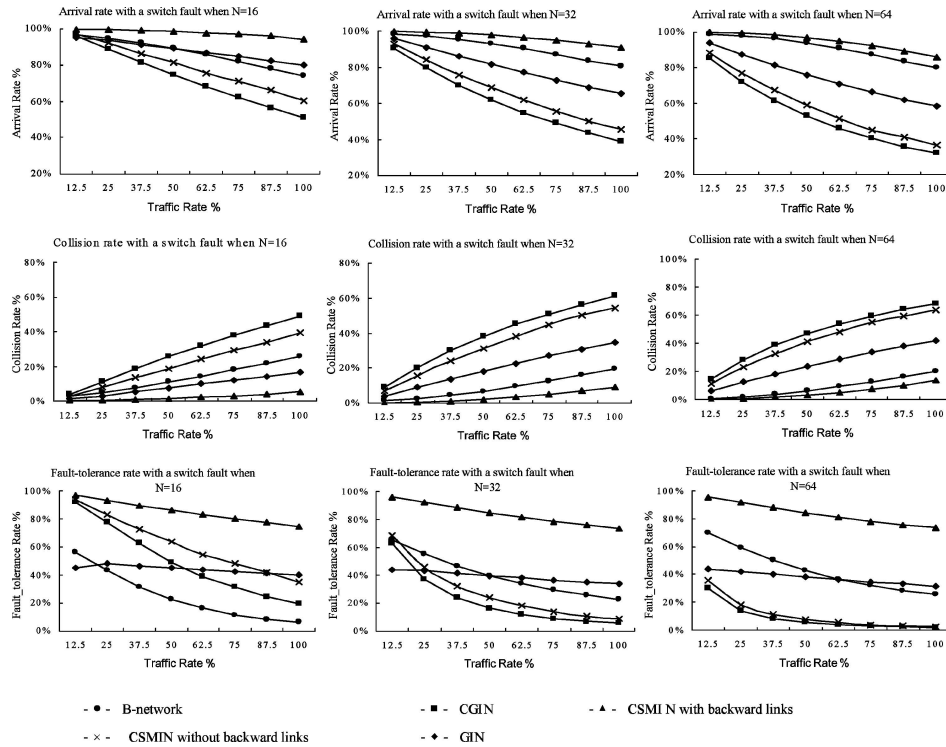 Arrival rate with a switch fault when N=16
Arrival Rate %
100%
80%
60%
40%
20%
12.5 25 37.5 50 62.5 75 87.5 100
Traffic Rate %
Arrival rate with a switch fault when N=32
Arrival Rate %
100%
80%
60%
40%
20%
12.5 25 37.5 50 62.5 75 87.5 100
Traffic Rate %
Arrival rate with a switch fault when N=64
Arrival Rate %
100%
80%
60%
40%
20%
12.5 25 37.5 50 62.5 75 87.5 100
Traffic Rate %
Collision rate with a switch fault when N=16
Collision Rate %
80%
60%
40%
20%
0%
12.5 25 37.5 50 62.5 75 87.5 100
Traffic Rate %
Collision rate with a switch fault when N=32
Collision Rate %
80%
60%
40%
20%
0%
12.5 25 37.5 50 62.5 75 87.5 100
Traffic Rate %
Collision rate with a switch fault when N=64
Collision Rate %
100%
80%
60%
40%
20%
0%
12.5 25 37.5 50 62.5 75 87.5 100
Traffic Rate %
Fault-tolerance rate with a switch fault when
N=16
Fault_tolerance Rate %
100%
80%
60%
40%
20%
0%
12.5 25 37.5 50 62.5 75 87.5 100
Traffic Rate %
Fault-tolerance rate with a switch fault when
N=32
Fault_tolerance Rate %
100%
80%
60%
40%
20%
0%
12.5 25 37.5 50 62.5 75 87.5 100
Traffic Rate %
Fault-tolerance rate with a switch fault when
N=64
Fault_tolerance Rate %
100%
80%
60%
40%
20%
0%
12.5 25 37.5 50 62.5 75 87.5 100
Traffic Rate %
B-network
CGIN
CSMI N with backward links
CSMIN without backward links
GIN